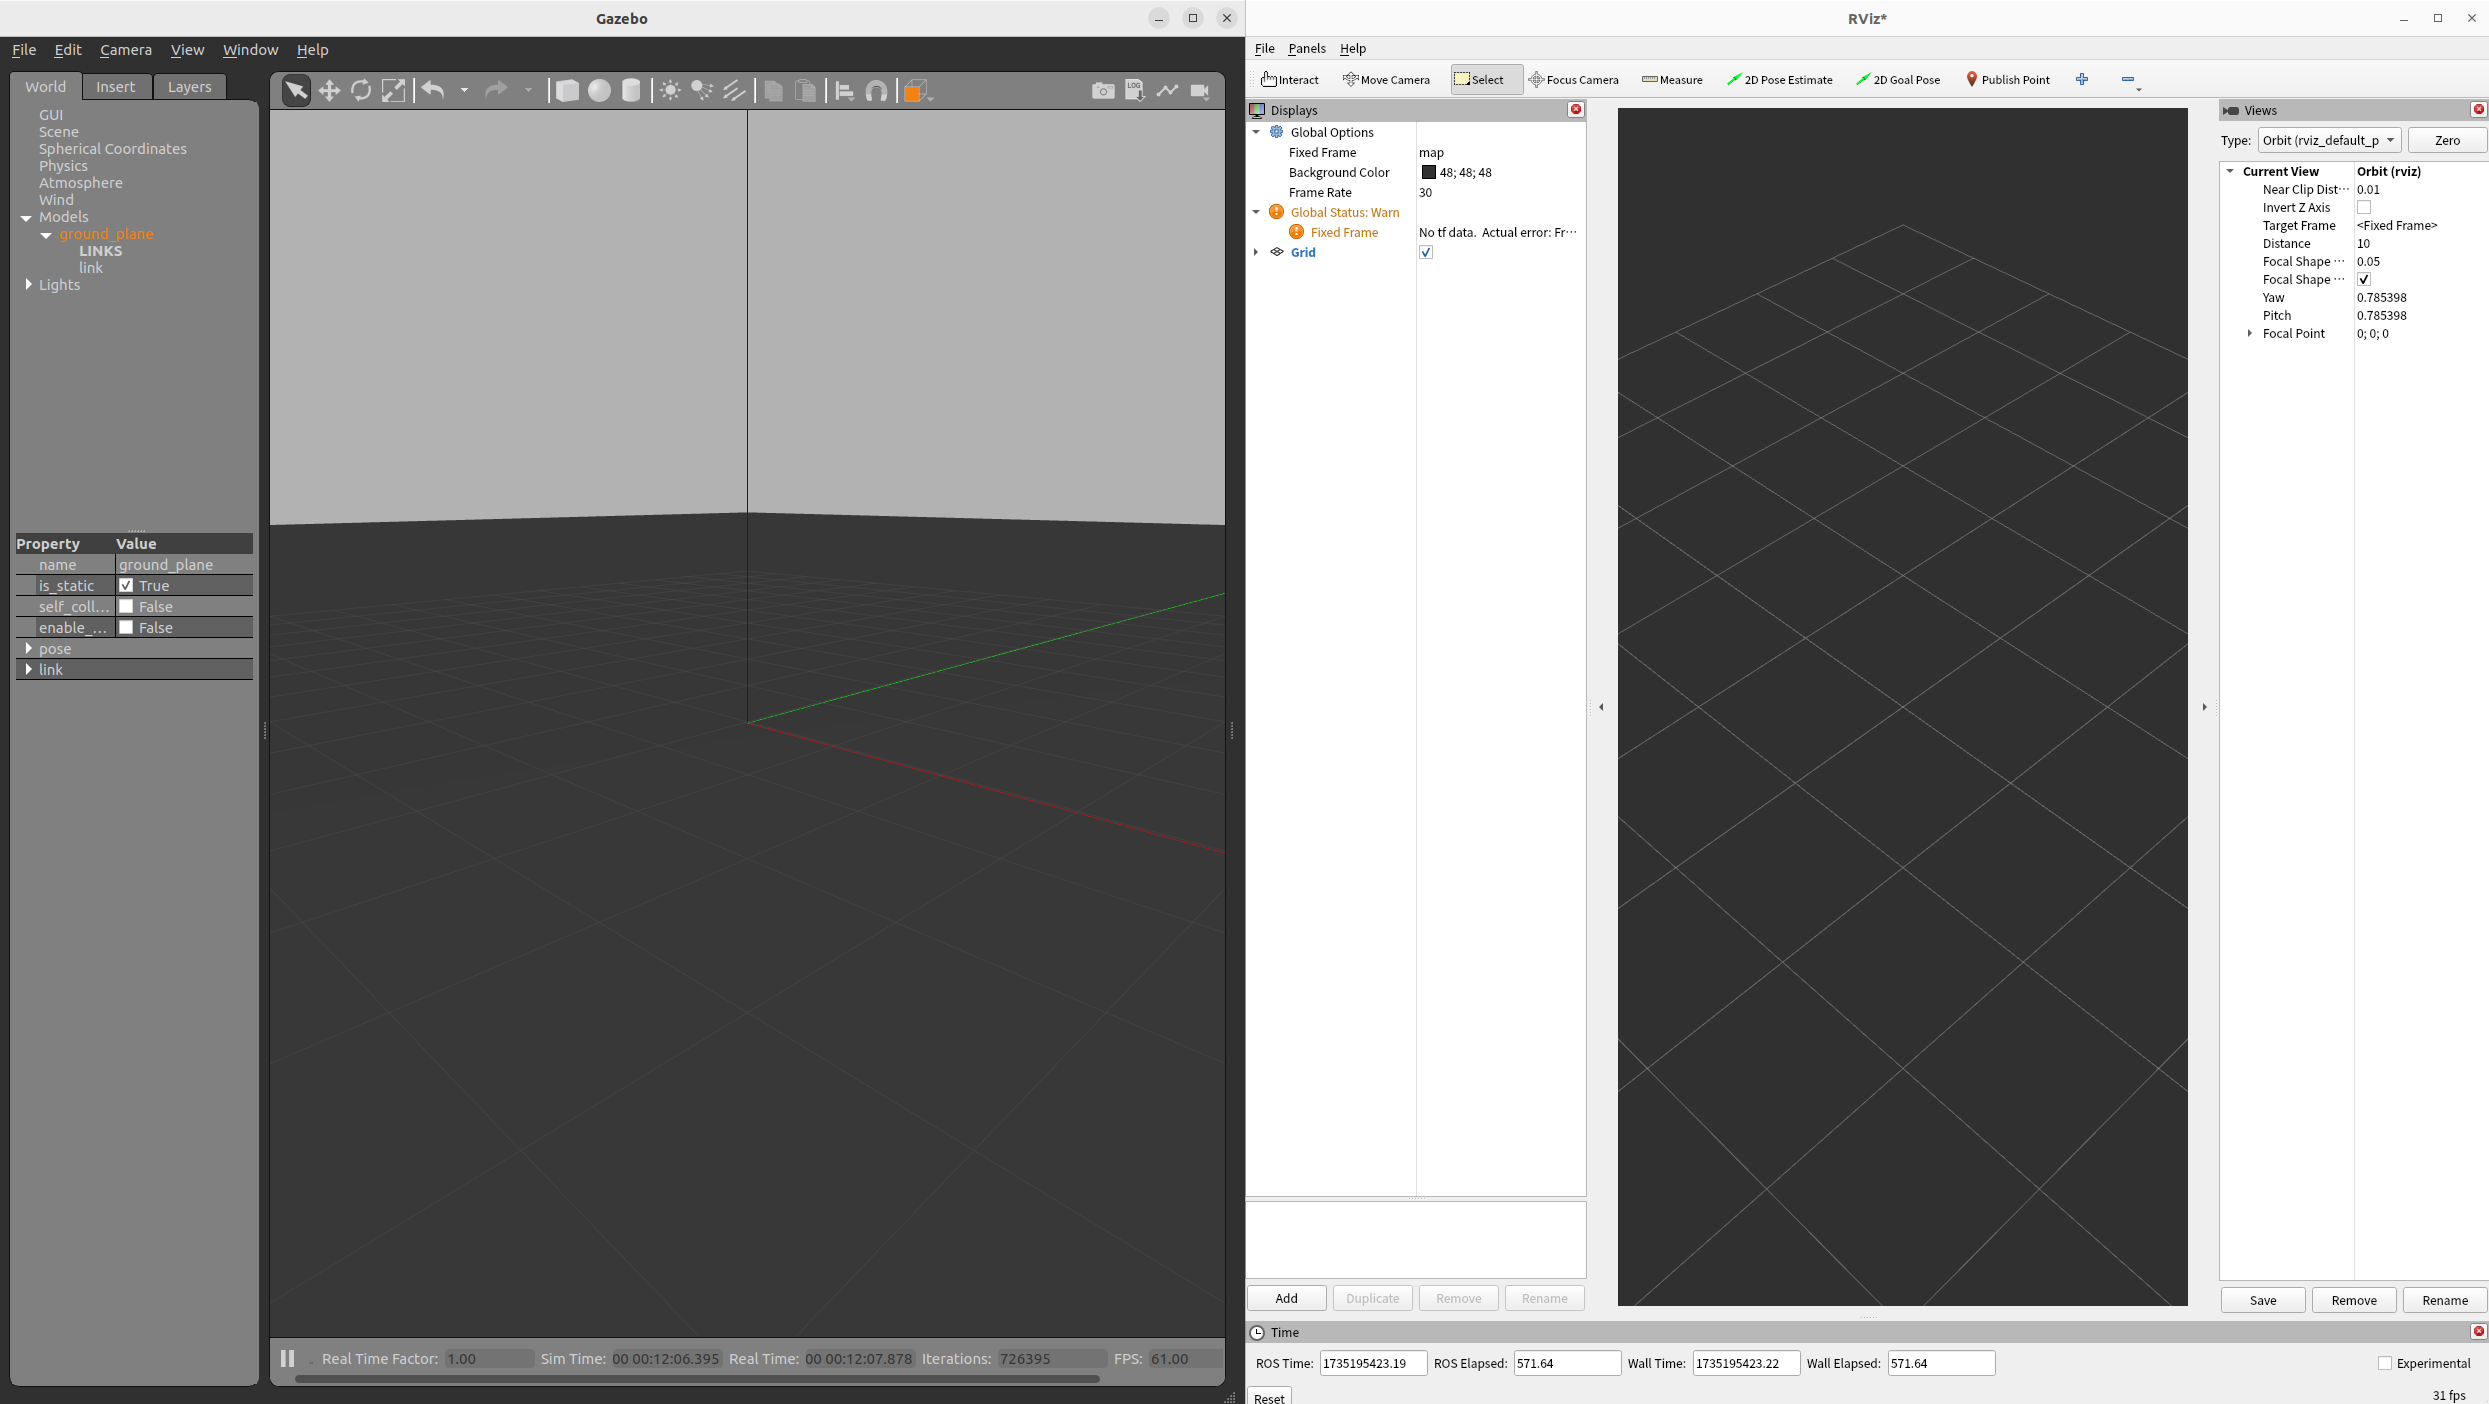 Gazebo
File Edit Camera View Window Help
World Insert Layers
GUI
Scene
Spherical Coordinates
Physics
Atmosphere
Wind
Models
ground_plane
LINKS
link
Lights
Property Value
name ground_plane
is_static True
self_coll... False
enable_... False
pose
link
LOG
Real Time Factor: 1.00 Sim Time: 00 00:12:06.395 Real Time: 00 00:12:07.878 Iterations: 726395 FPS: 61.00
RViz*
File Panels Help
Interact Move Camera Select Focus Camera Measure 2D Pose Estimate 2D Goal Pose Publish Point
Displays
Global Options
Fixed Frame map
Background Color 48; 48; 48
Frame Rate 30
Global Status: Warn
Fixed Frame No tf data. Actual error: Fr...
Grid
Add Duplicate Remove Rename
Views
Type: Orbit (rviz_default_p Zero
Current View Orbit (rviz)
Near Clip Dist... 0.01
Invert Z Axis
Target Frame <Fixed Frame>
Distance 10
Focal Shape ... 0.05
Focal Shape ...
Yaw 0.785398
Pitch 0.785398
Focal Point 0; 0; 0
Save Remove Rename
Time
ROS Time: 1735195423.19 ROS Elapsed: 571.64 Wall Time: 1735195423.22 Wall Elapsed: 571.64 Experimental
Reset 31 fps